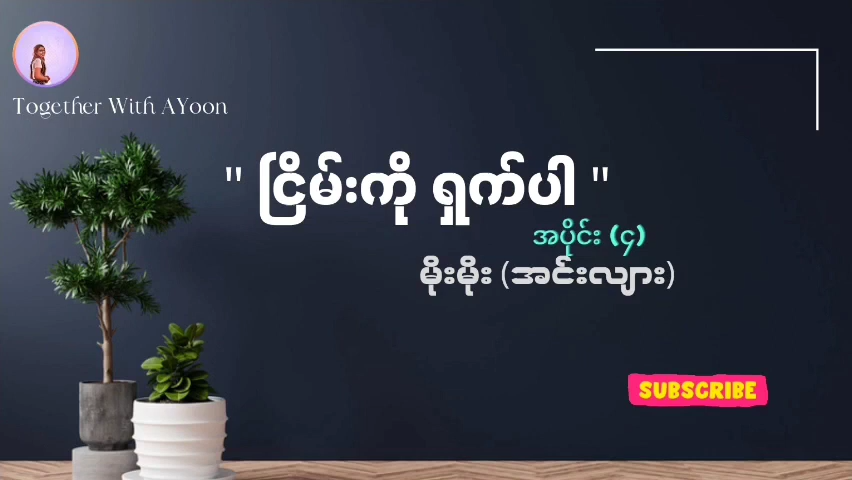 Together With AYoon
" ငြိမ်းကို ရှက်ပါ "
အပိုင်း (၄)
မိုးမိုး (အင်းလျား)
SUBSCRIBE